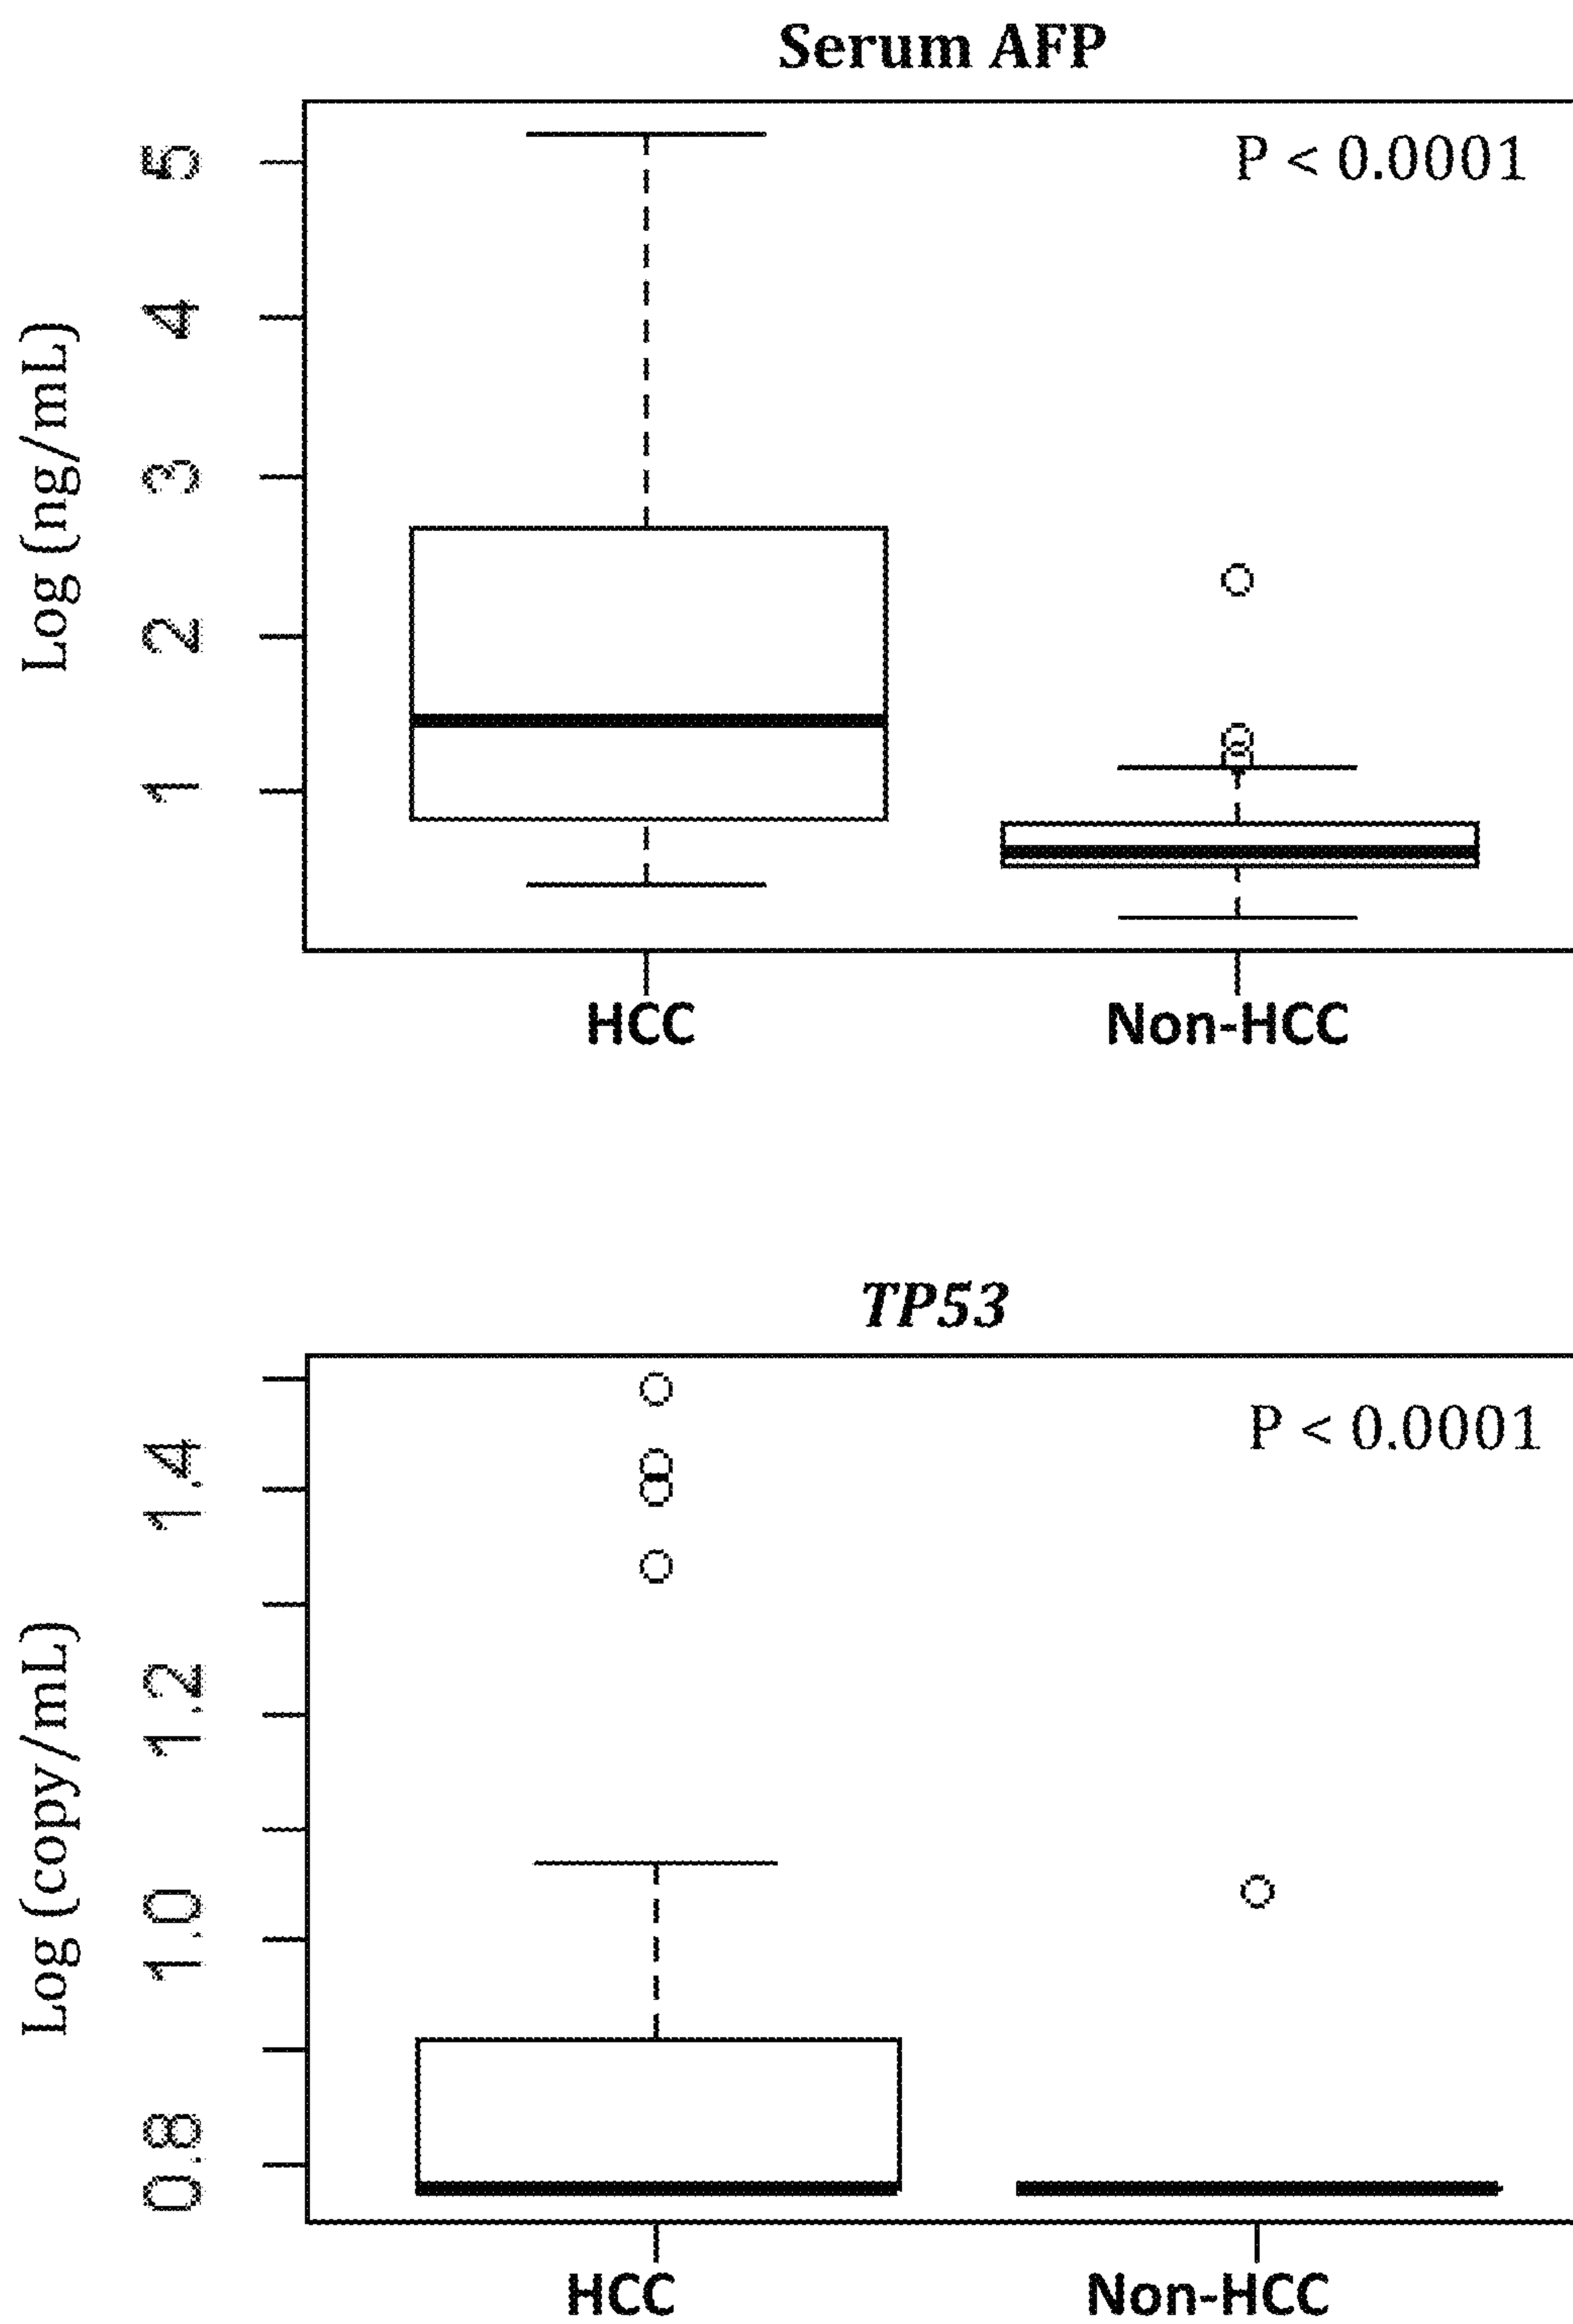 Serum AFP
P < 0.0001
Log (ng/mL)
5
4
3
2
1
HCC
Non-HCC
TP53
P < 0.0001
Log (copy/mL)
1.4
1.2
1.0
0.8
HCC
Non-HCC